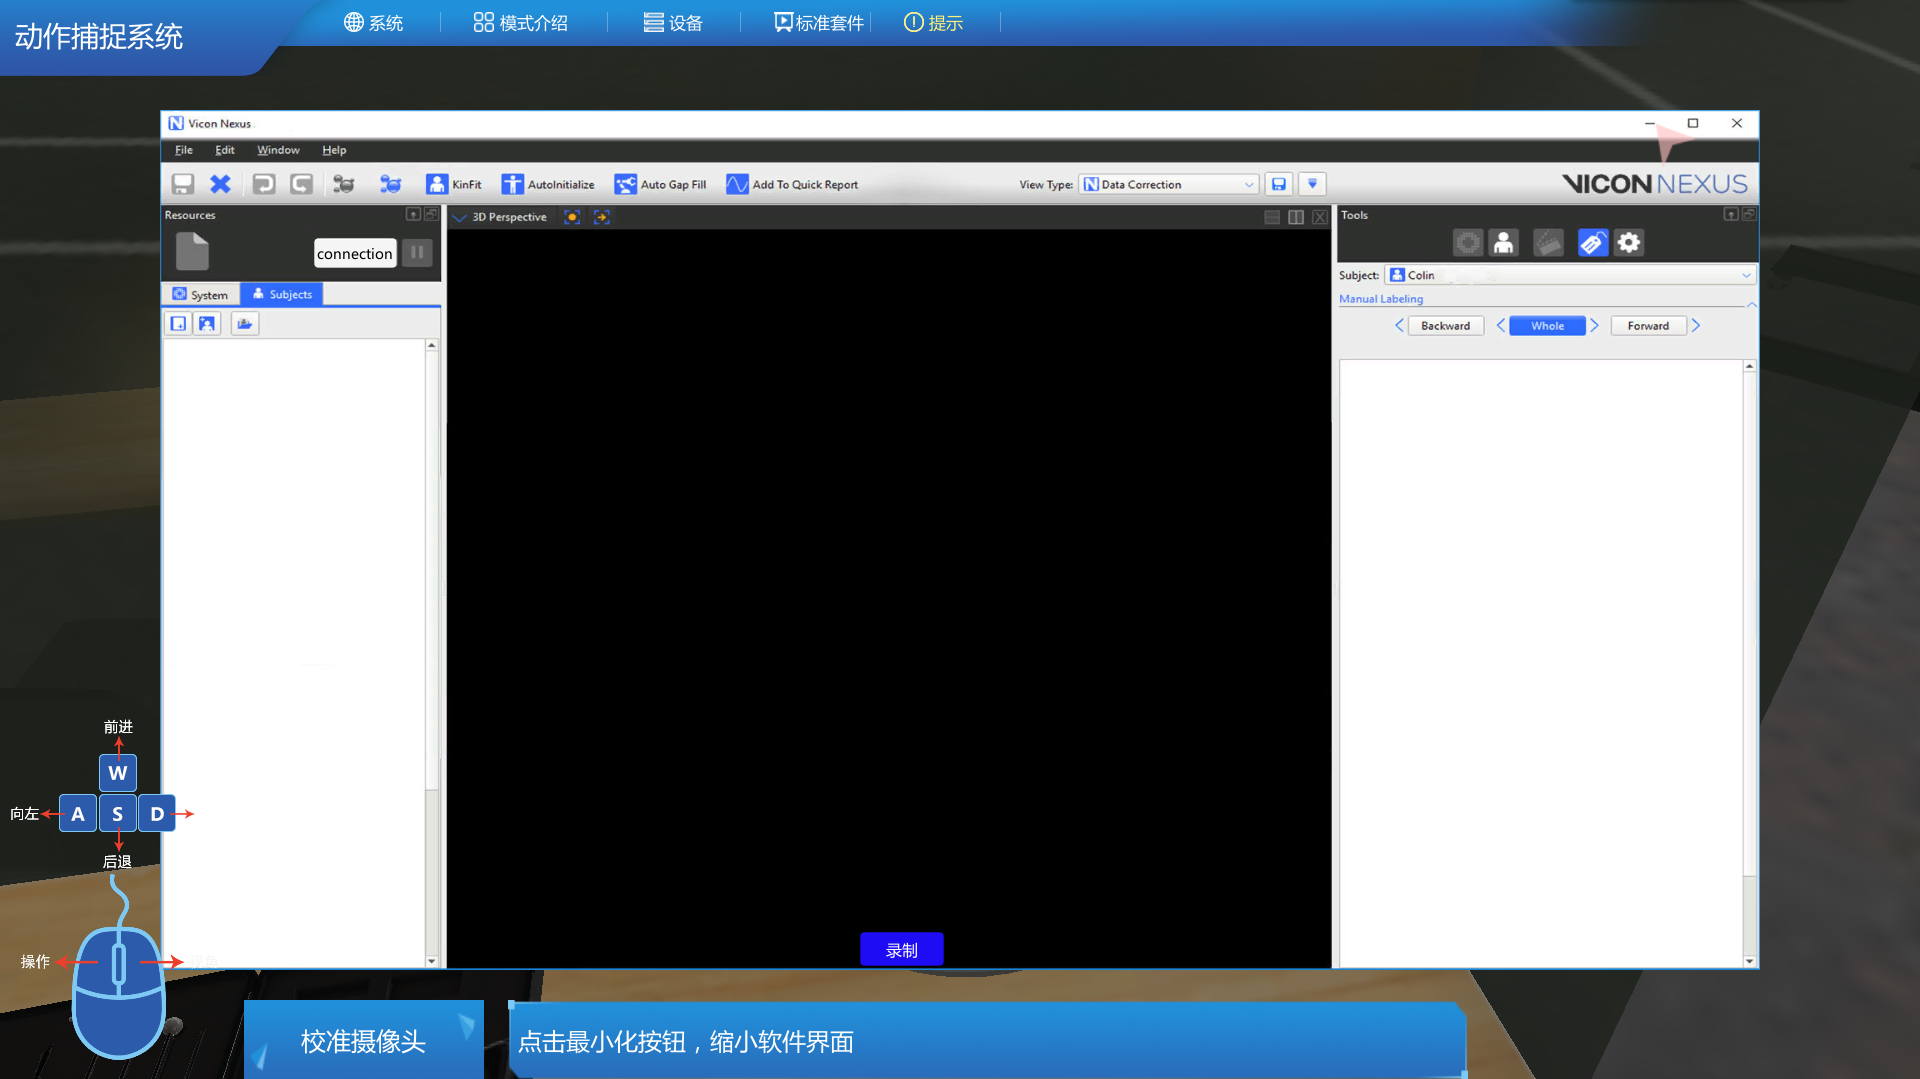 动作捕捉系统
系统
模式介绍
设备
标准套件
提示
Vicon Nexus
File
Edit
Window
Help
KinFit
AutoInitialize
Auto Gap Fill
Add To Quick Report
View Type:
Data Correction
VICON NEXUS
Resources
3D Perspective
Tools
connection
System
Subjects
Subject:
Colin
Manual Labeling
Backward
Whole
Forward
前进
W
向左
A
S
D
后退
操作
录制
校准摄像头
点击最小化按钮，缩小软件界面